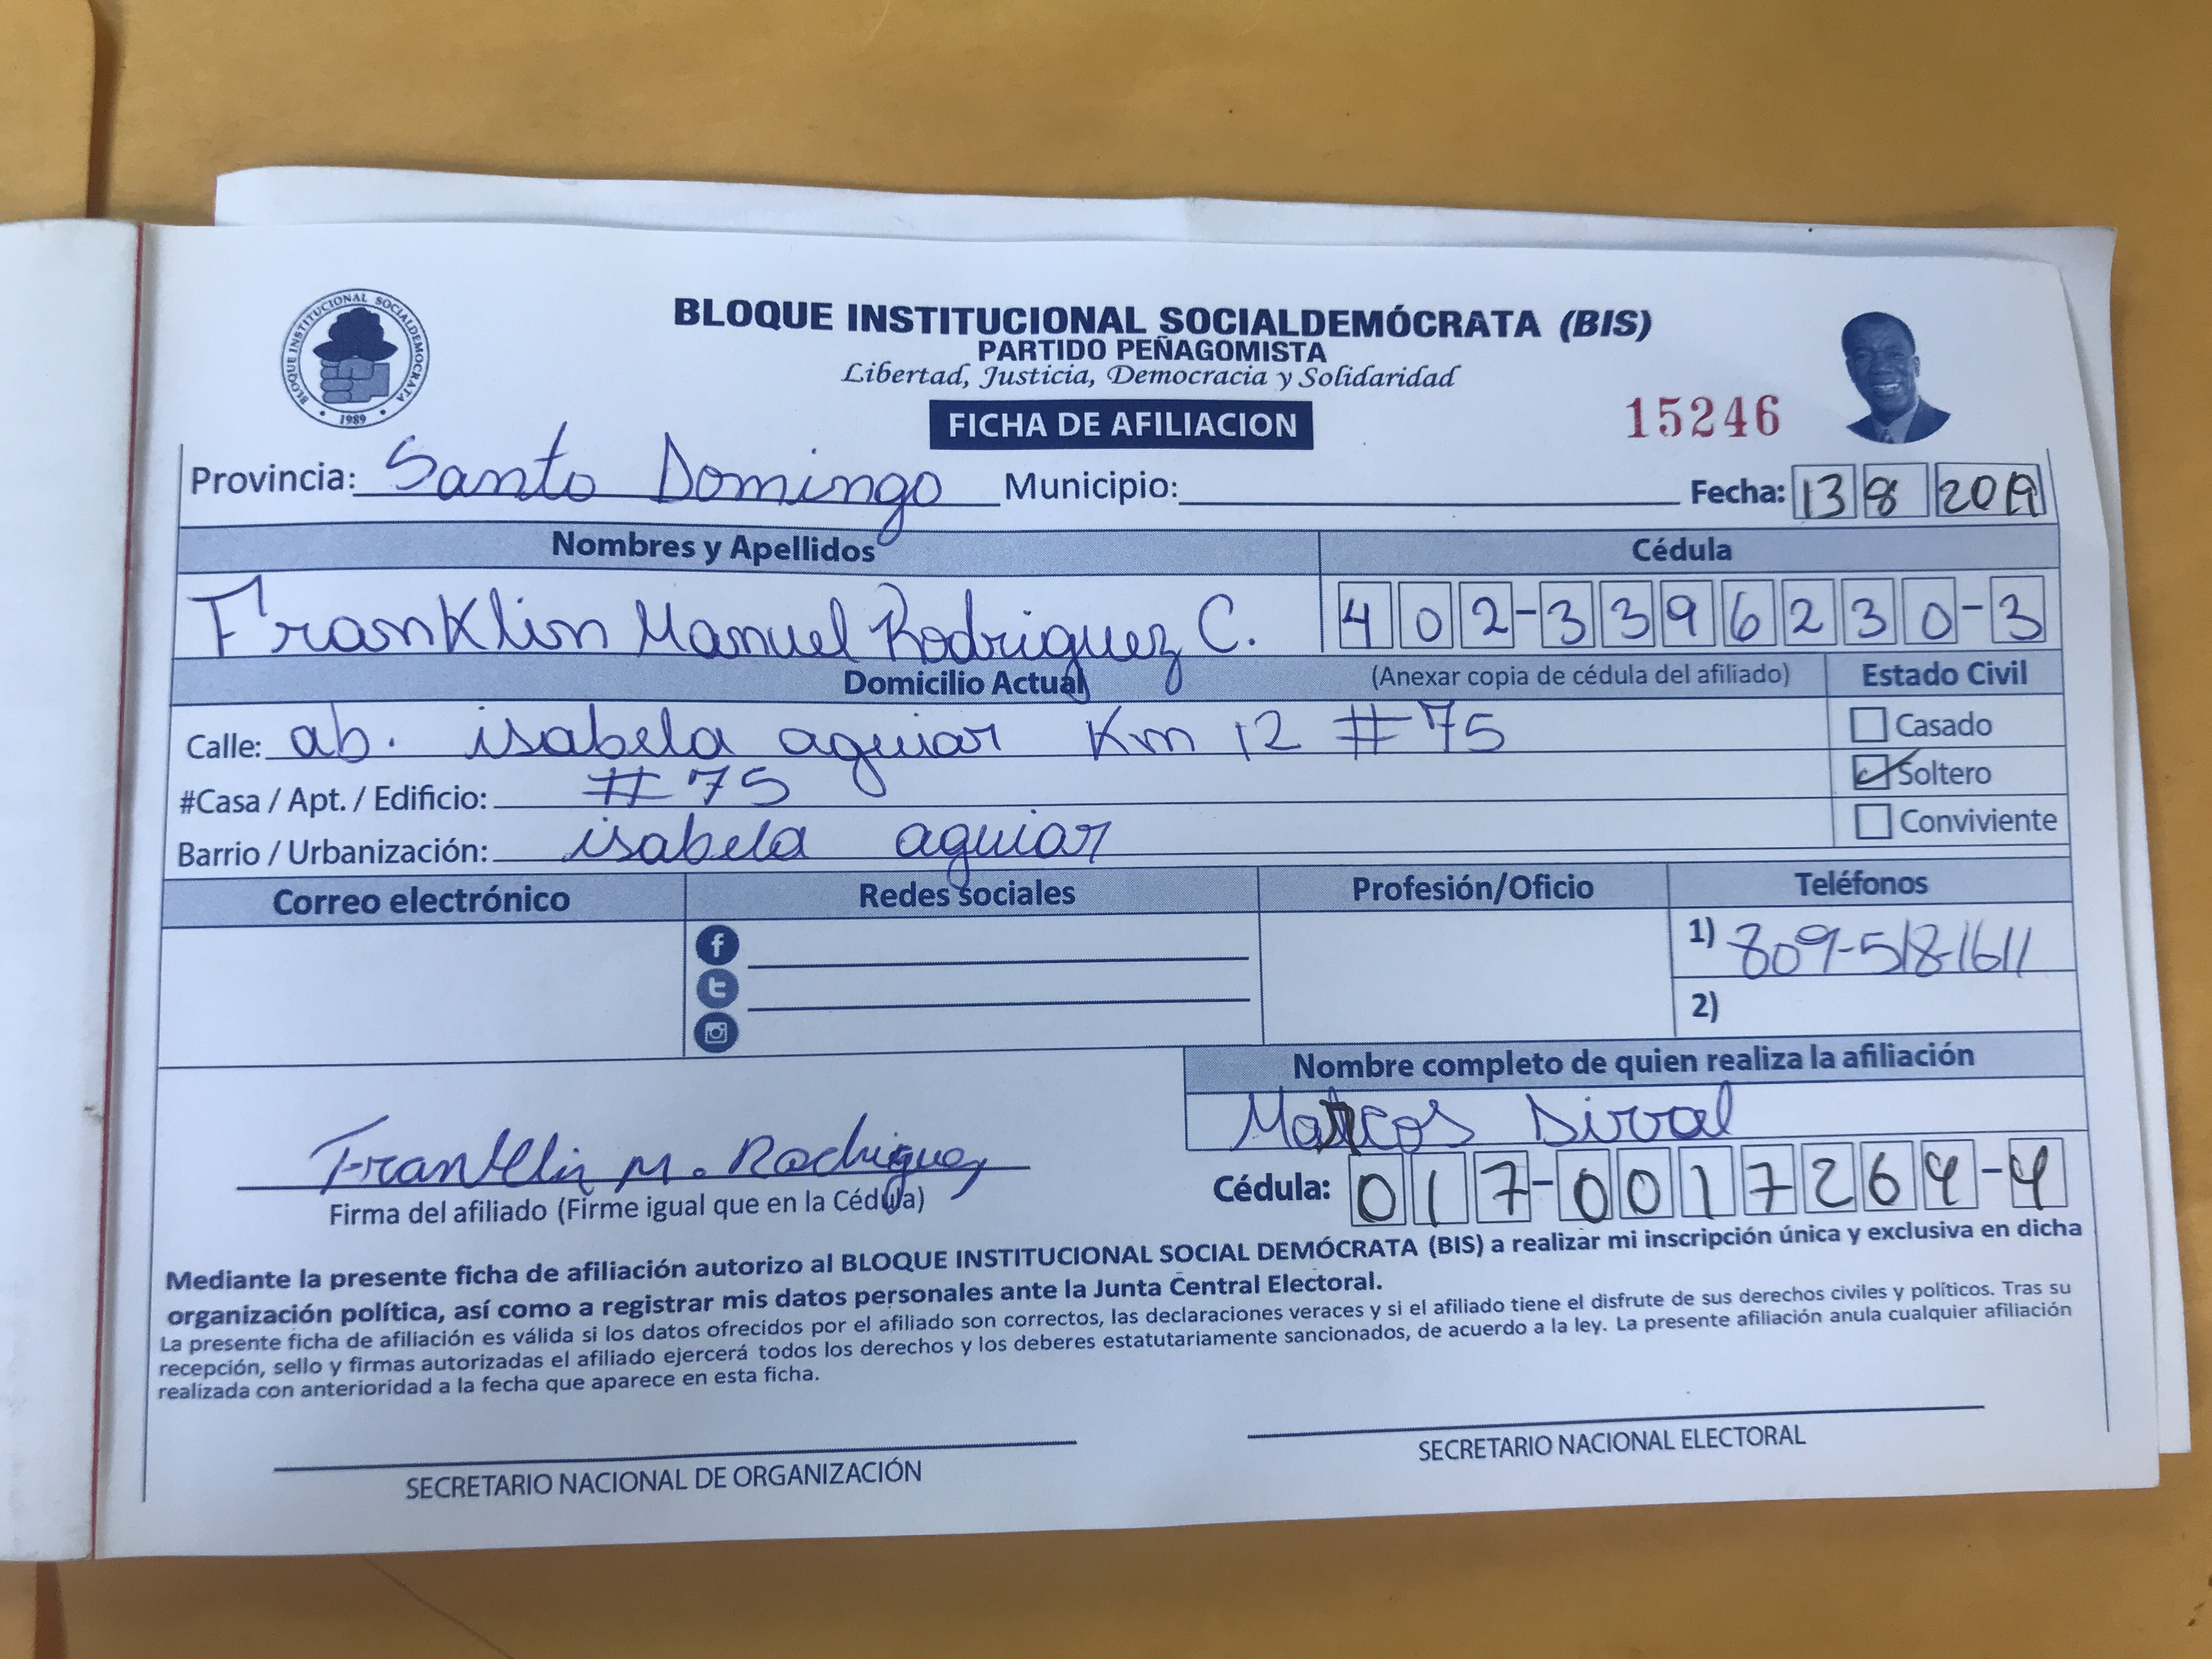 BLOQUE INSTITUCIONAL SOCIALDEMÓCRATA (BIS)
PARTIDO PEÑAGOMISTA
Libertad, Justicia, Democracia y Solidaridad
BLOQUE INSTITUCIONAL SOCIALDEMOCRATA
1989
FICHA DE AFILIACION
15246
Provincia: Santo Domingo Municipio: Fecha: 13 8 2019
Nombres y Apellidos Cédula
Franklin Manuel Rodriguez C. 402-3396230-3
Domicilio Actual (Anexar copia de cédula del afiliado) Estado Civil
Calle: ab. isabela aguiar Km 12 #75 Casado
#Casa / Apt. / Edificio: #75 Soltero
Barrio / Urbanización: isabela aguiar Conviviente
Correo electrónico Redes sociales Profesión/Oficio Teléfonos
1) 809-518-1611
2)
Nombre completo de quien realiza la afiliación
Marcos
Franklin M. Rodriguez
Firma del afiliado (Firme igual que en la Cédula)
Cédula: 017-0017264-4
Mediante la presente ficha de afiliación autorizo al BLOQUE INSTITUCIONAL SOCIAL DEMÓCRATA (BIS) a realizar mi inscripción única y exclusiva en dicha
organización política, así como a registrar mis datos personales ante la Junta Central Electoral.
La presente ficha de afiliación es válida si los datos ofrecidos por el afiliado son correctos, las declaraciones veraces y si el afiliado tiene el disfrute de sus derechos civiles y políticos. Tras su
recepción, sello y firmas autorizadas el afiliado ejercerá todos los derechos y los deberes estatutariamente sancionados, de acuerdo a la ley. La presente afiliación anula cualquier afiliación
realizada con anterioridad a la fecha que aparece en esta ficha.
SECRETARIO NACIONAL DE ORGANIZACIÓN
SECRETARIO NACIONAL ELECTORAL